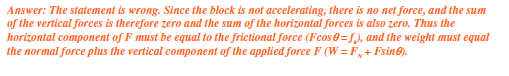 Answer: The statement is wrong. Since the block is not accelerating, there is no net force, and the sum
of the vertical forces is therefore zero and the sum of the horizontal forces is also zero. Thus the
horizontal component of F must be equal to the frictional force (Fcosθ=fₛ), and the weight must equal
the normal force plus the vertical component of the applied force F (W = Fₙ + Fsinθ).